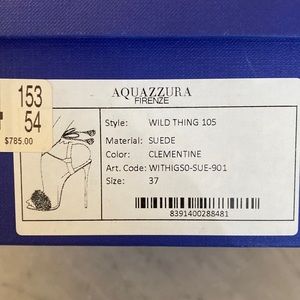 153
54
$785.00
AQUAZZURA
FIRENZE
Style: WILD THING 105
Material: SUEDE
Color: CLEMENTINE
Art. Code: WITHIGS0-SUE-901
Size: 37
8391400288481